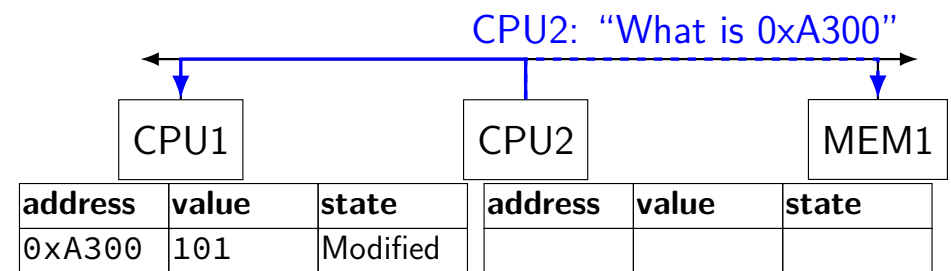 CPU2: “What is 0xA300”
CPU1 CPU2 MEM1
address value state address value state
0xA300 101 Modified